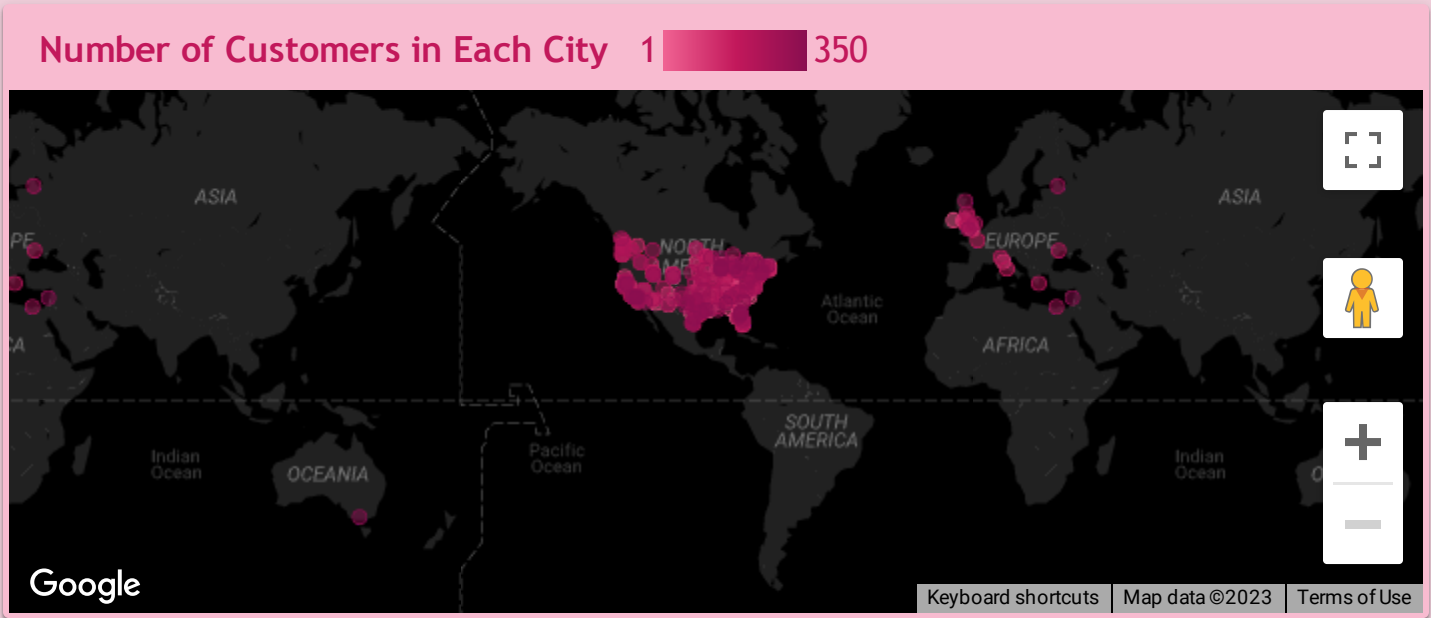 Number of Customers in Each City 1 350
ASIA
ASIA
PE
NORTH
AME
EUROPE
Atlantic
Ocean
CA
AFRICA
SOUTH
AMERICA
Indian
Ocean
OCEANIA
Pacific
Ocean
Indian
Ocean
O
Google
Keyboard shortcuts
Map data ©2023
Terms of Use